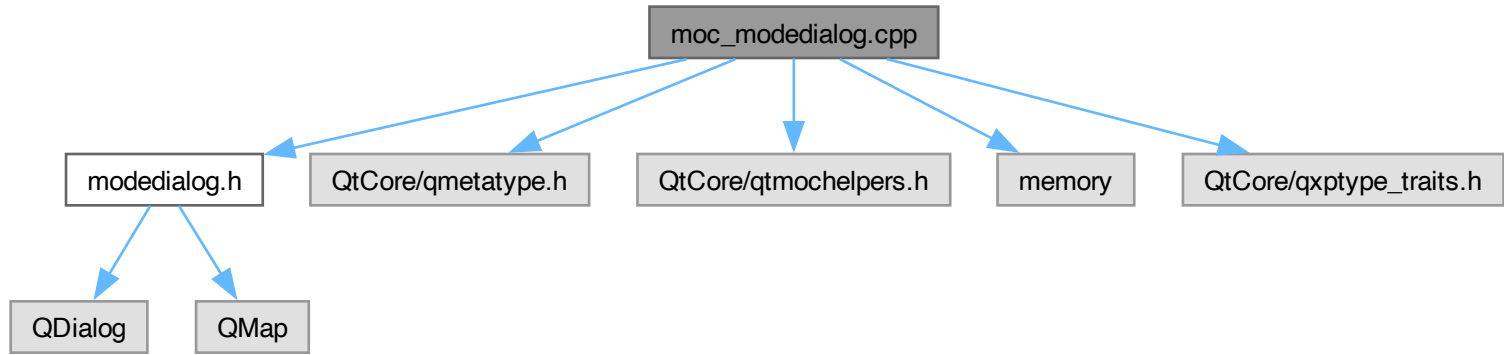 moc_modedialog.cpp
modedialog.h
QtCore/qmetatype.h
QtCore/qtmochelpers.h
memory
QtCore/qxptype_traits.h
QDialog
QMap